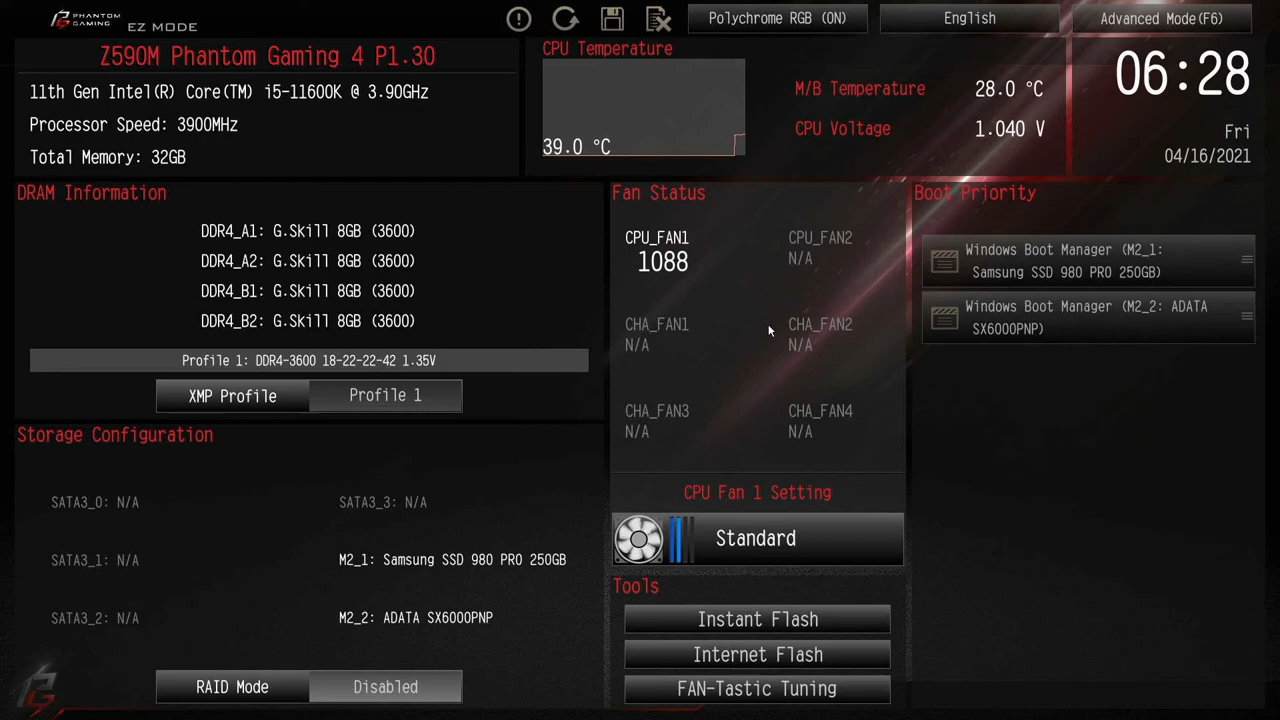 PHANTOM
GAMING
EZ MODE
Polychrome RGB (ON)
English
Advanced Mode(F6)
Z590M Phantom Gaming 4 P1.30
11th Gen Intel(R) Core(TM) i5-11600K @ 3.90GHz
Processor Speed: 3900MHz
Total Memory: 32GB
CPU Temperature
39.0 °C
M/B Temperature 28.0 °C
CPU Voltage 1.040 V
06:28
Fri
04/16/2021
DRAM Information
DDR4_A1: G.Skill 8GB (3600)
DDR4_A2: G.Skill 8GB (3600)
DDR4_B1: G.Skill 8GB (3600)
DDR4_B2: G.Skill 8GB (3600)
Profile 1: DDR4-3600 18-22-22-42 1.35V
XMP Profile Profile 1
Storage Configuration
SATA3_0: N/A
SATA3_3: N/A
SATA3_1: N/A
M2_1: Samsung SSD 980 PRO 250GB
SATA3_2: N/A
M2_2: ADATA SX6000PNP
RAID Mode Disabled
Fan Status
CPU_FAN1
1088
CPU_FAN2
N/A
CHA_FAN1
N/A
CHA_FAN2
N/A
CHA_FAN3
N/A
CHA_FAN4
N/A
CPU Fan 1 Setting
Standard
Tools
Instant Flash
Internet Flash
FAN-Tastic Tuning
Boot Priority
Windows Boot Manager (M2_1:
Samsung SSD 980 PRO 250GB)
Windows Boot Manager (M2_2: ADATA
SX6000PNP)